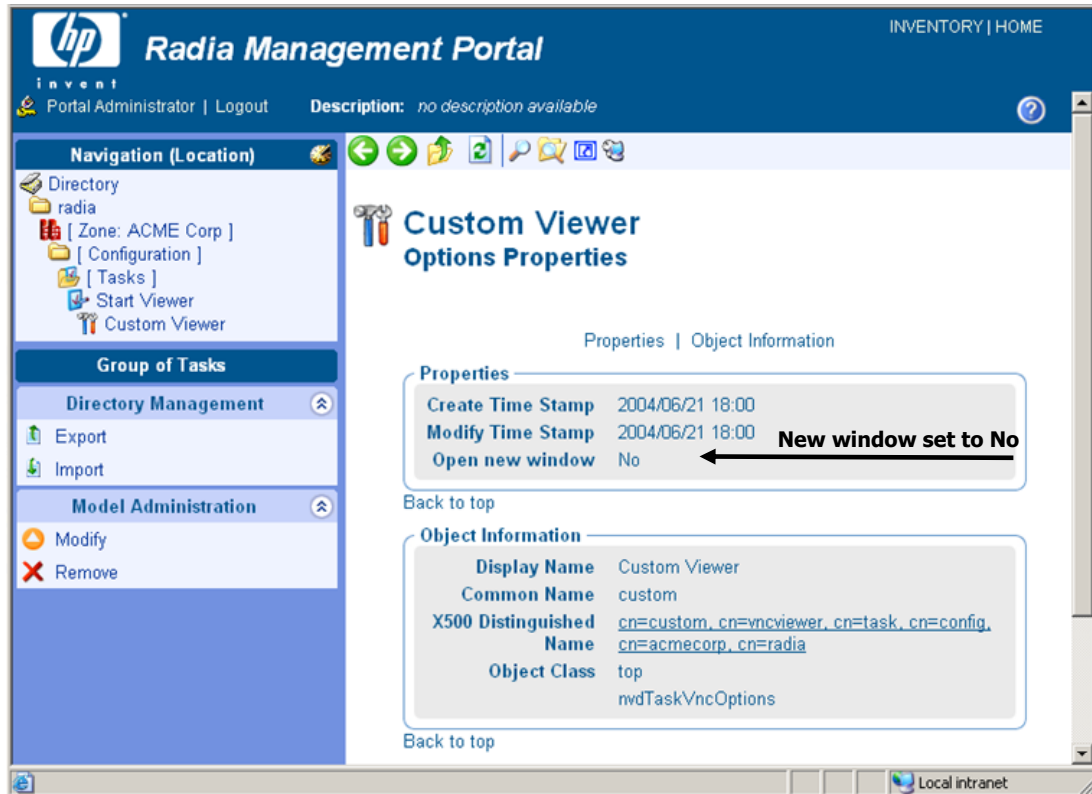 INVENTORY | HOME
hp
Radia Management Portal
invent
Portal Administrator | Logout
Description: no description available
?
Navigation (Location)
Directory
radia
[ Zone: ACME Corp ]
[ Configuration ]
[ Tasks ]
Start Viewer
Custom Viewer
Group of Tasks
Directory Management
Export
Import
Model Administration
Modify
Remove
Custom Viewer
Options Properties
Properties | Object Information
Properties
Create Time Stamp 2004/06/21 18:00
Modify Time Stamp 2004/06/21 18:00
New window set to No
Open new window No
Back to top
Object Information
Display Name Custom Viewer
Common Name custom
X500 Distinguished cn=custom, cn=vncviewer, cn=task, cn=config,
Name cn=acmecorp, cn=radia
Object Class top
nvdTaskVncOptions
Back to top
Local intranet